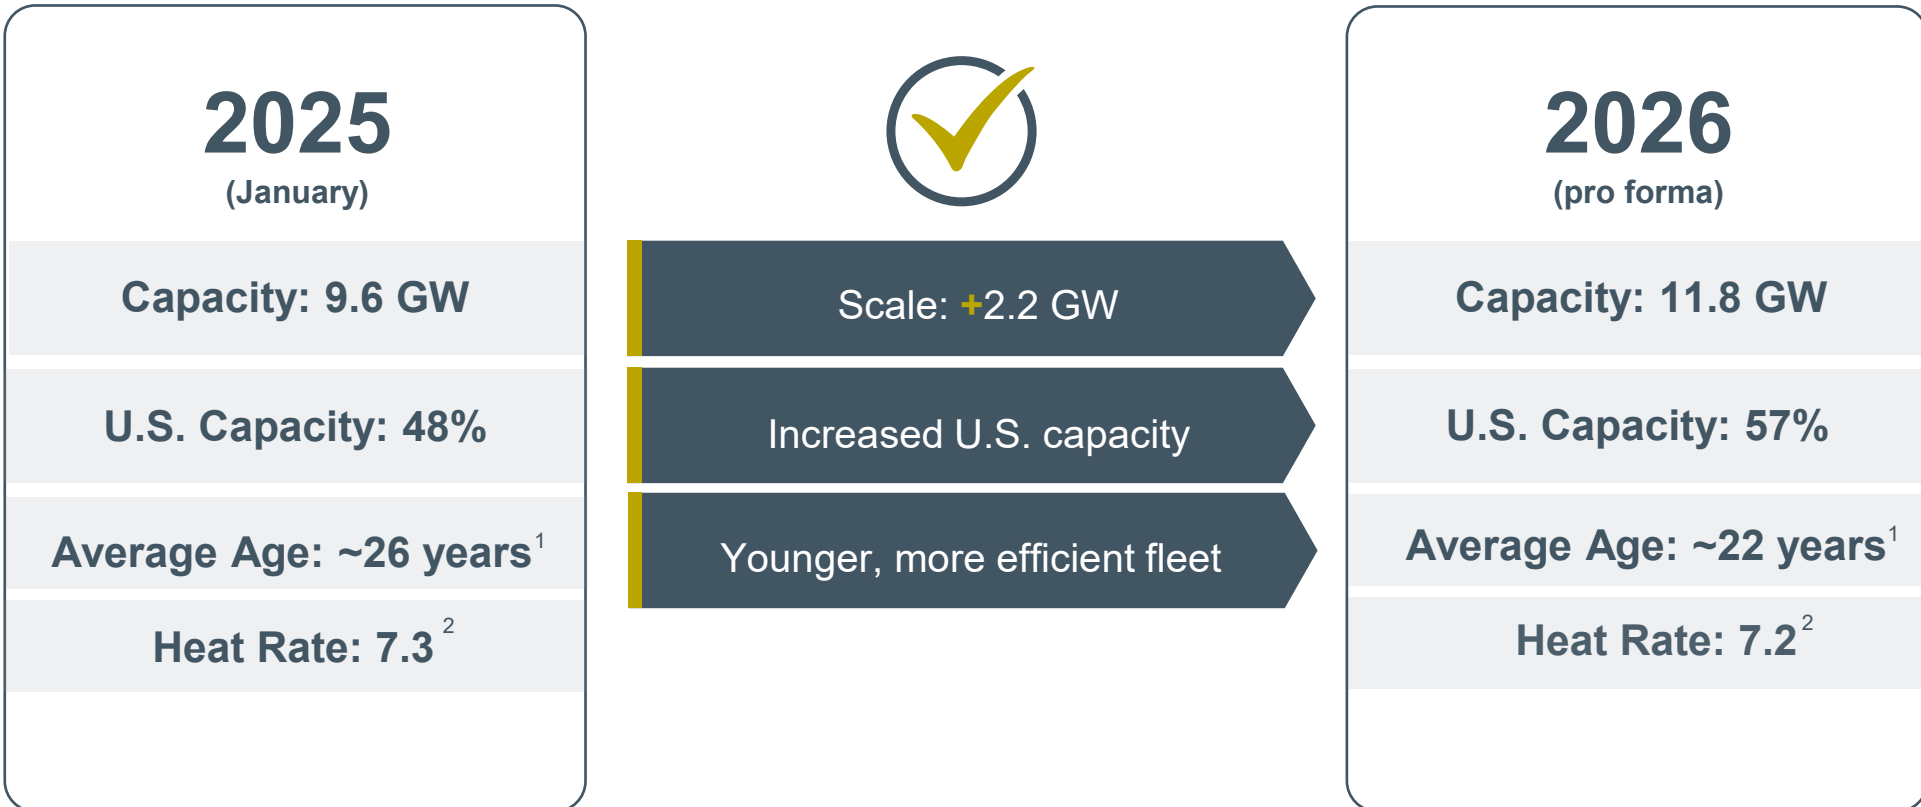 2025
(January)
Capacity: 9.6 GW
U.S. Capacity: 48%
Average Age: ~26 years1
Heat Rate: 7.3 2
Scale: +2.2 GW
Increased U.S. capacity
Younger, more efficient fleet
2026
(pro forma)
Capacity: 11.8 GW
U.S. Capacity: 57%
Average Age: ~22 years1
Heat Rate: 7.2 2